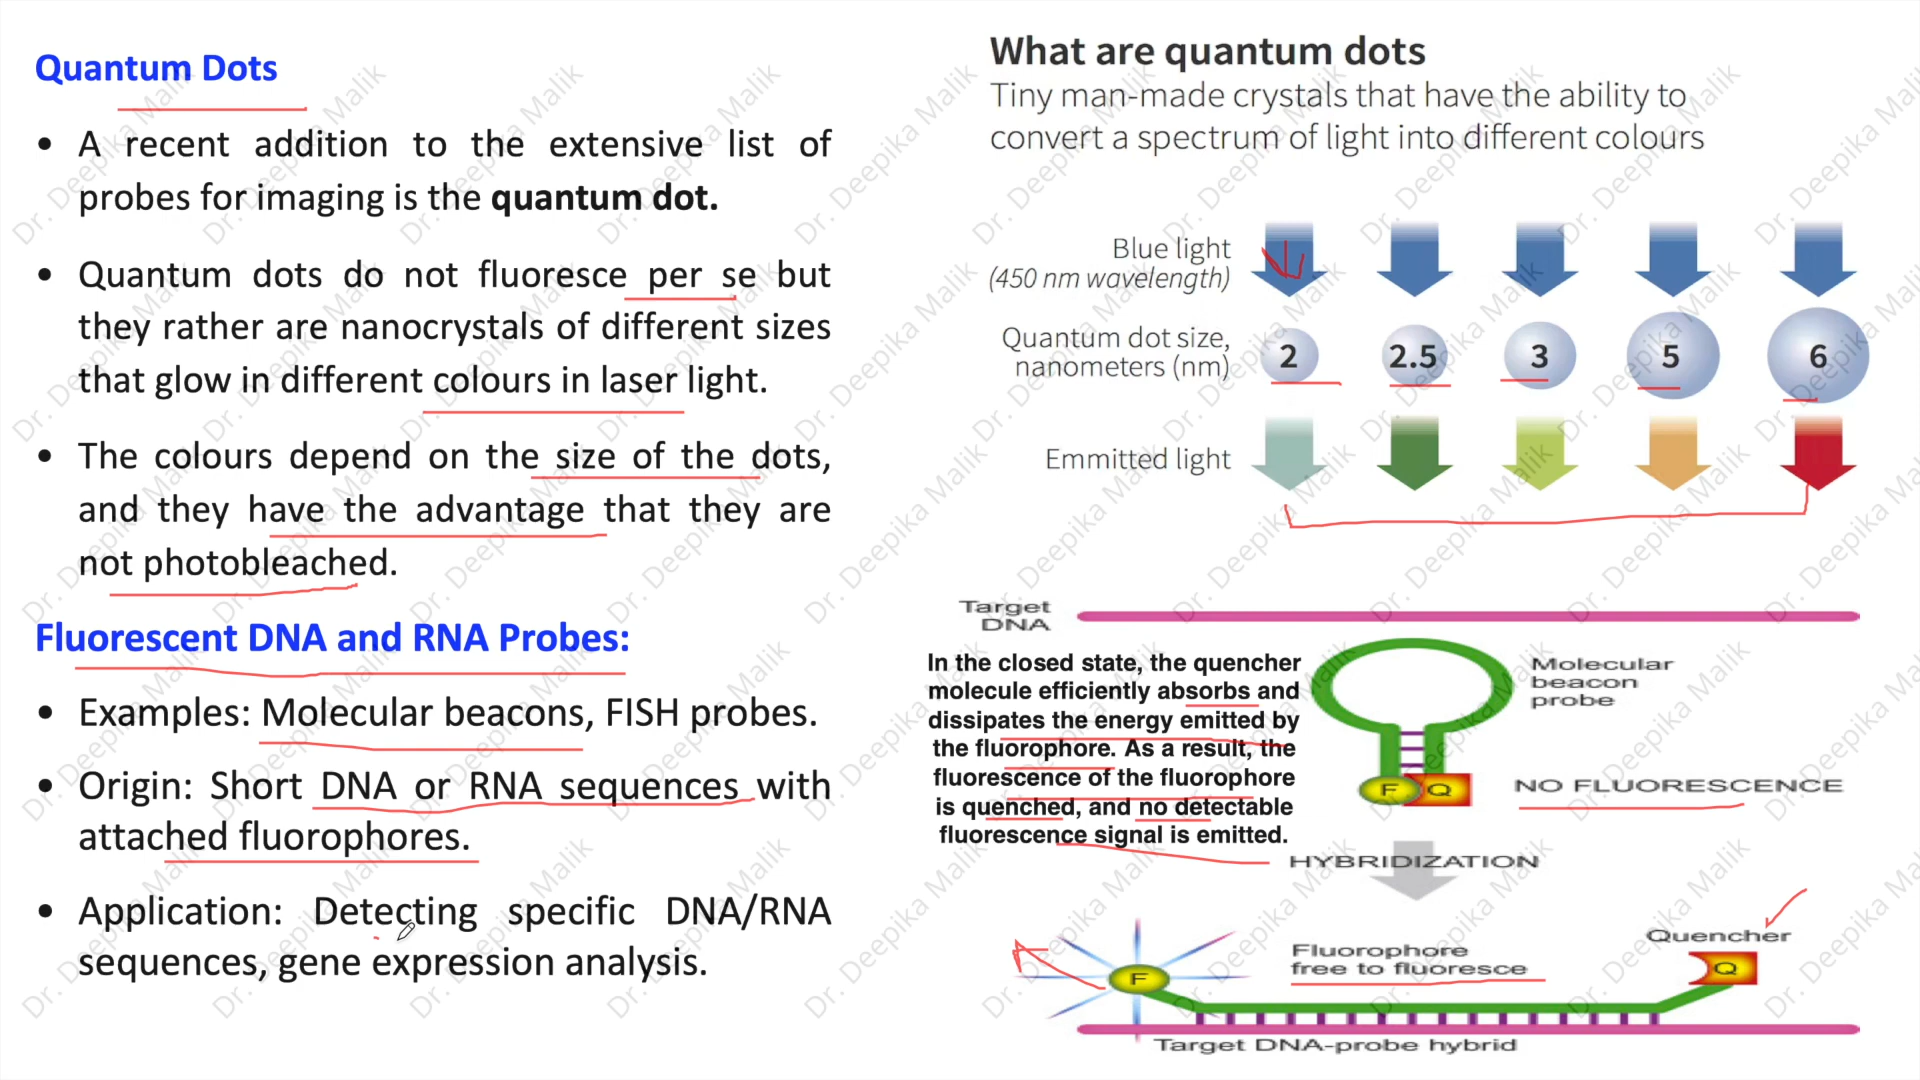 Quantum Dots
• A recent addition to the extensive list of
probes for imaging is the quantum dot.
• Quantum dots do not fluoresce per se but
they rather are nanocrystals of different sizes
that glow in different colours in laser light.
• The colours depend on the size of the dots,
and they have the advantage that they are
not photobleached.
Fluorescent DNA and RNA Probes:
• Examples: Molecular beacons, FISH probes.
• Origin: Short DNA or RNA sequences with
attached fluorophores.
• Application: Detecting specific DNA/RNA
sequences, gene expression analysis.
What are quantum dots
Tiny man-made crystals that have the ability to
convert a spectrum of light into different colours
Blue light
(450 nm wavelength)
Quantum dot size,
nanometers (nm)
2 2.5 3 5 6
Emmitted light
Target
DNA
In the closed state, the quencher
molecule efficiently absorbs and
dissipates the energy emitted by
the fluorophore. As a result, the
fluorescence of the fluorophore
is quenched, and no detectable
fluorescence signal is emitted.
Molecular
beacon
probe
F Q
NO FLUORESCENCE
HYBRIDIZATION
Fluorophore
free to fluoresce
Quencher
F
Q
Target DNA-probe hybrid
Dr. Deepika Malik